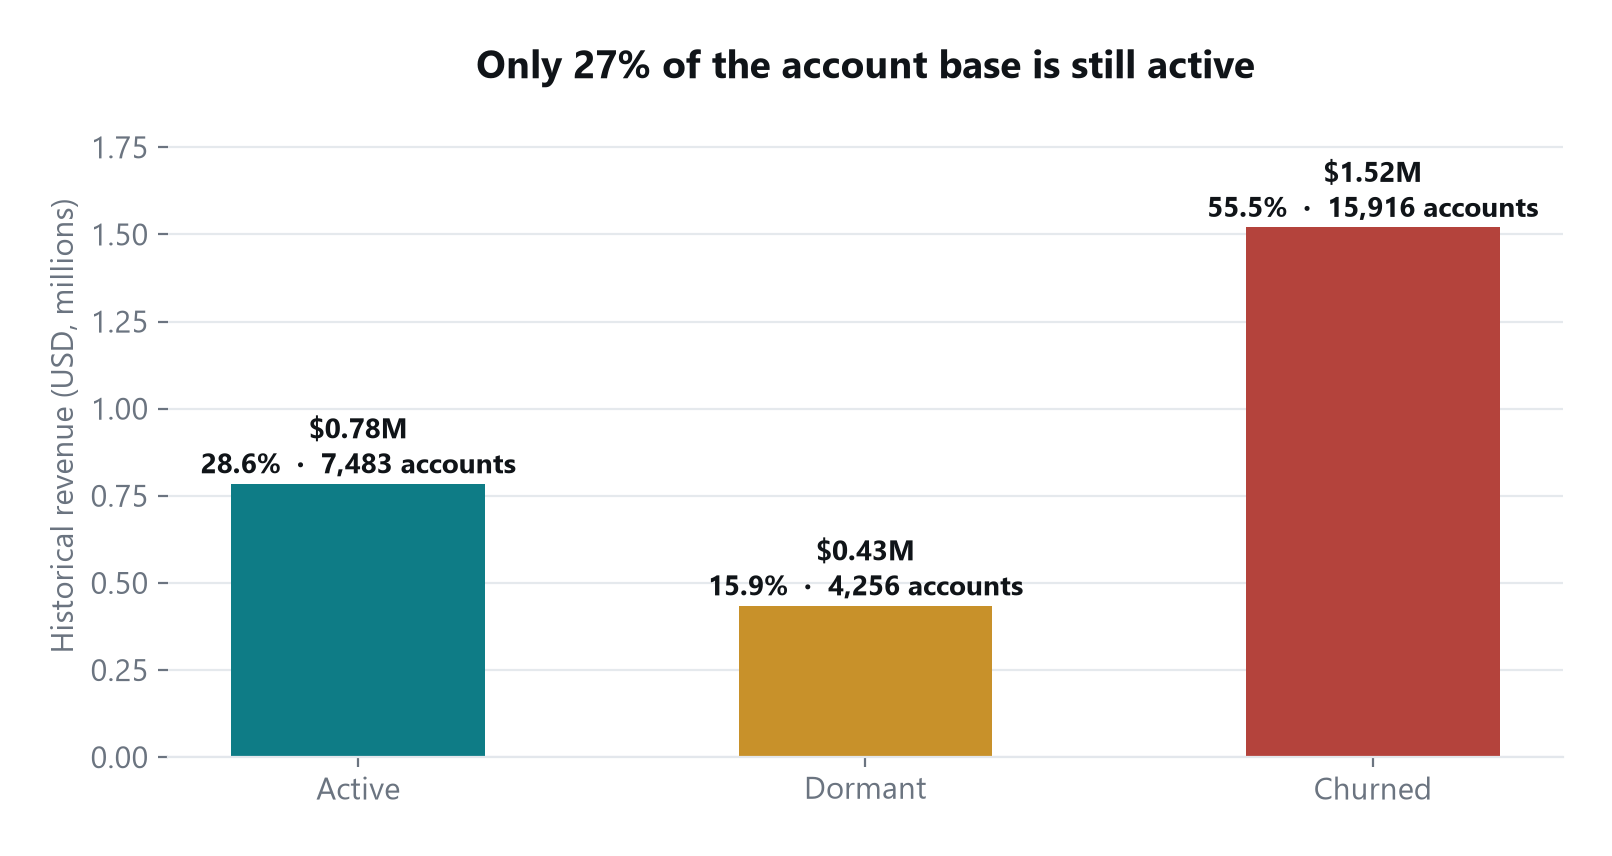 Only 27% of the account base is still active
Historical revenue (USD, millions)
1.75
1.50
1.25
1.00
0.75
0.50
0.25
0.00
$0.78M
28.6% · 7,483 accounts
$0.43M
15.9% · 4,256 accounts
$1.52M
55.5% · 15,916 accounts
Active
Dormant
Churned